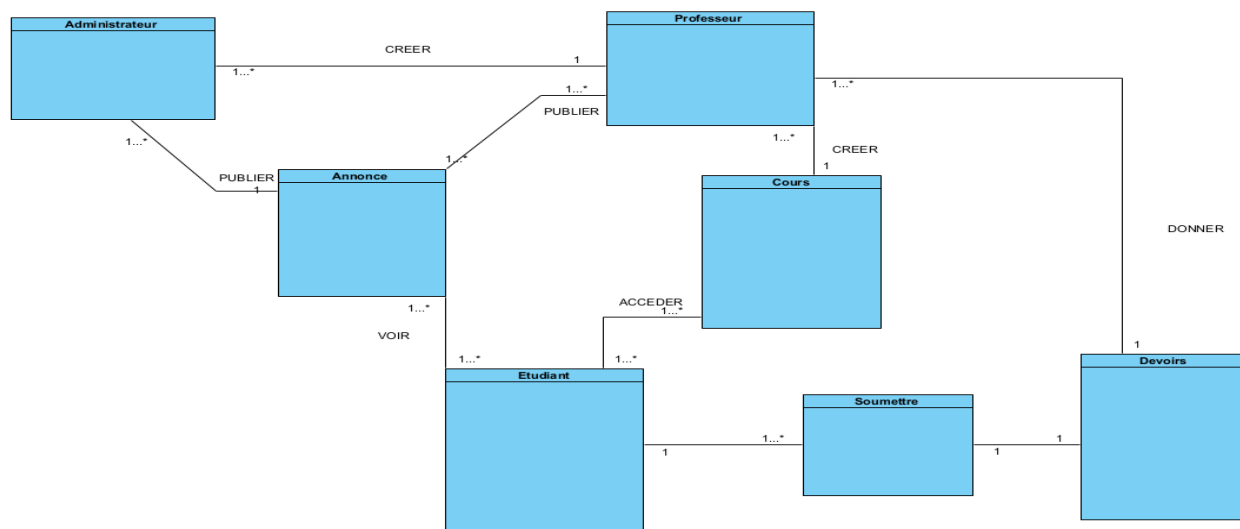 Administrateur
Professeur
CREER
1
1...*
1...*
1...*
PUBLIER
1...*
1...*
1...*
CREER
PUBLIER
1
Annonce
1
Cours
DONNER
1...*
ACCEDER
1...*
VOIR
1
1...*
1...*
Devoirs
Etudiant
Soumettre
1...*
1
1
1